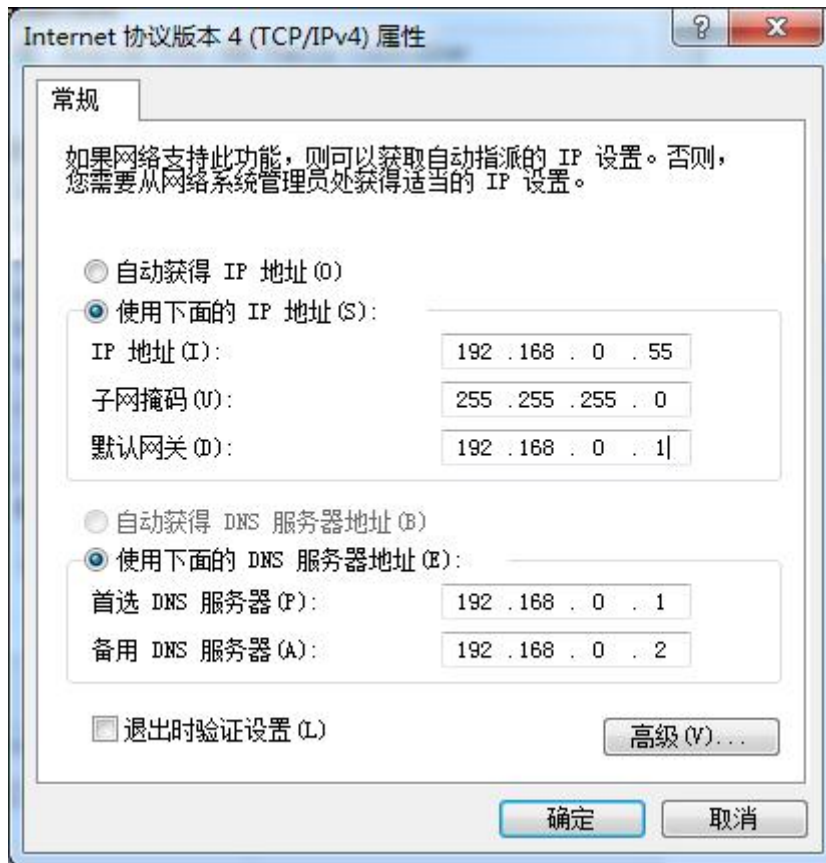 Internet 协议版本 4 (TCP/IPv4) 属性
常规
如果网络支持此功能，则可以获取自动指派的 IP 设置。否则，
您需要从网络系统管理员处获得适当的 IP 设置。
自动获得 IP 地址(O)
使用下面的 IP 地址(S):
IP 地址(I): 192 .168 . 0 . 55
子网掩码(U): 255 .255 .255 . 0
默认网关(D): 192 .168 . 0 . 1
自动获得 DNS 服务器地址(B)
使用下面的 DNS 服务器地址(E):
首选 DNS 服务器(P): 192 .168 . 0 . 1
备用 DNS 服务器(A): 192 .168 . 0 . 2
退出时验证设置(L)
高级(V)...
确定 取消